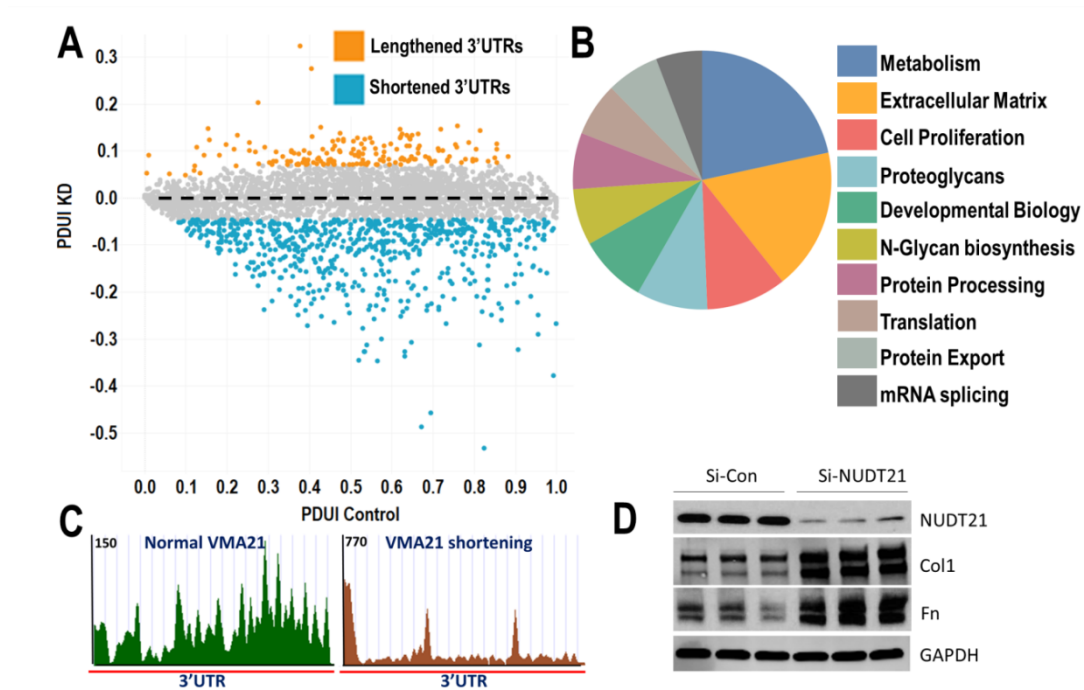 A
Lengthened 3'UTRs
Shortened 3'UTRs
0.3
0.2
0.1
0.0
-0.1
-0.2
-0.3
-0.4
-0.5
PDUI KD
0.0 0.1 0.2 0.3 0.4 0.5 0.6 0.7 0.8 0.9 1.0
PDUI Control
B
Metabolism
Extracellular Matrix
Cell Proliferation
Proteoglycans
Developmental Biology
N-Glycan biosynthesis
Protein Processing
Translation
Protein Export
mRNA splicing
C
150 Normal VMA21
3'UTR
770 VMA21 shortening
3'UTR
D
Si-Con Si-NUDT21
NUDT21
Col1
Fn
GAPDH